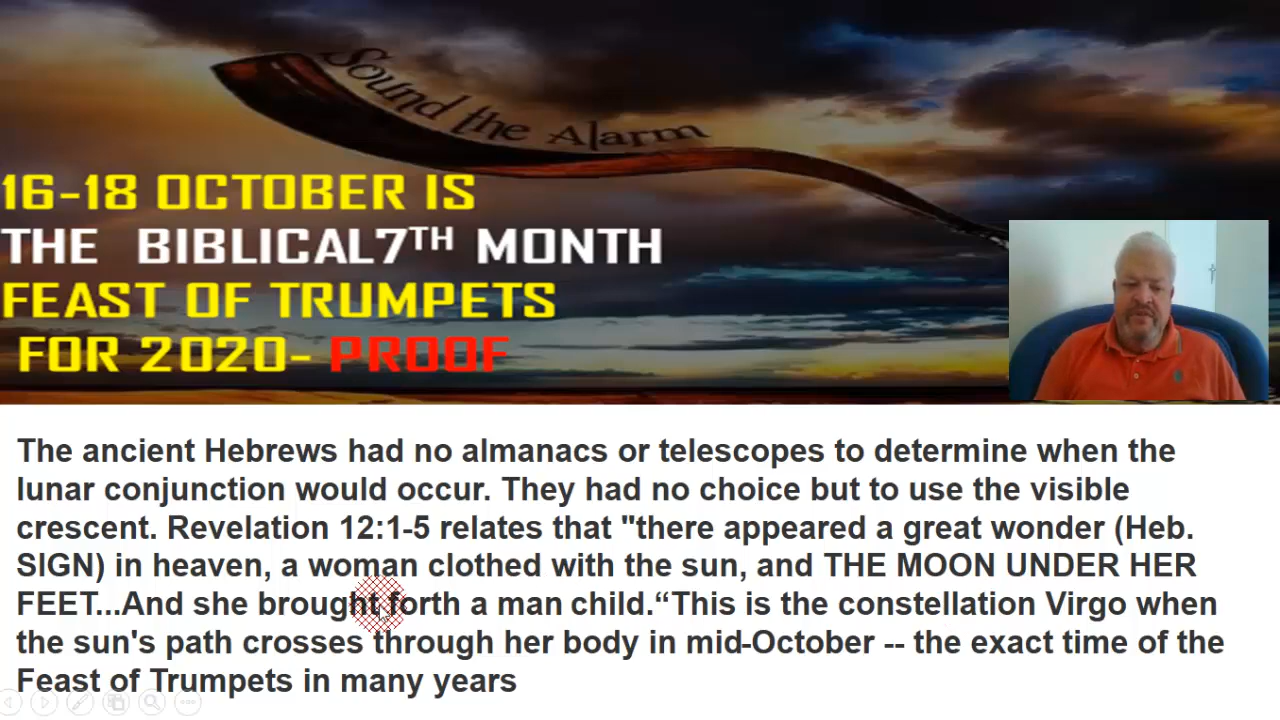 Sound the Alarm
16-18 OCTOBER IS
THE BIBLICAL7TH MONTH
FEAST OF TRUMPETS
FOR 2020- PROOF
The ancient Hebrews had no almanacs or telescopes to determine when the
lunar conjunction would occur. They had no choice but to use the visible
crescent. Revelation 12:1-5 relates that "there appeared a great wonder (Heb.
SIGN) in heaven, a woman clothed with the sun, and THE MOON UNDER HER
FEET...And she brought forth a man child.“This is the constellation Virgo when
the sun's path crosses through her body in mid-October -- the exact time of the
Feast of Trumpets in many years